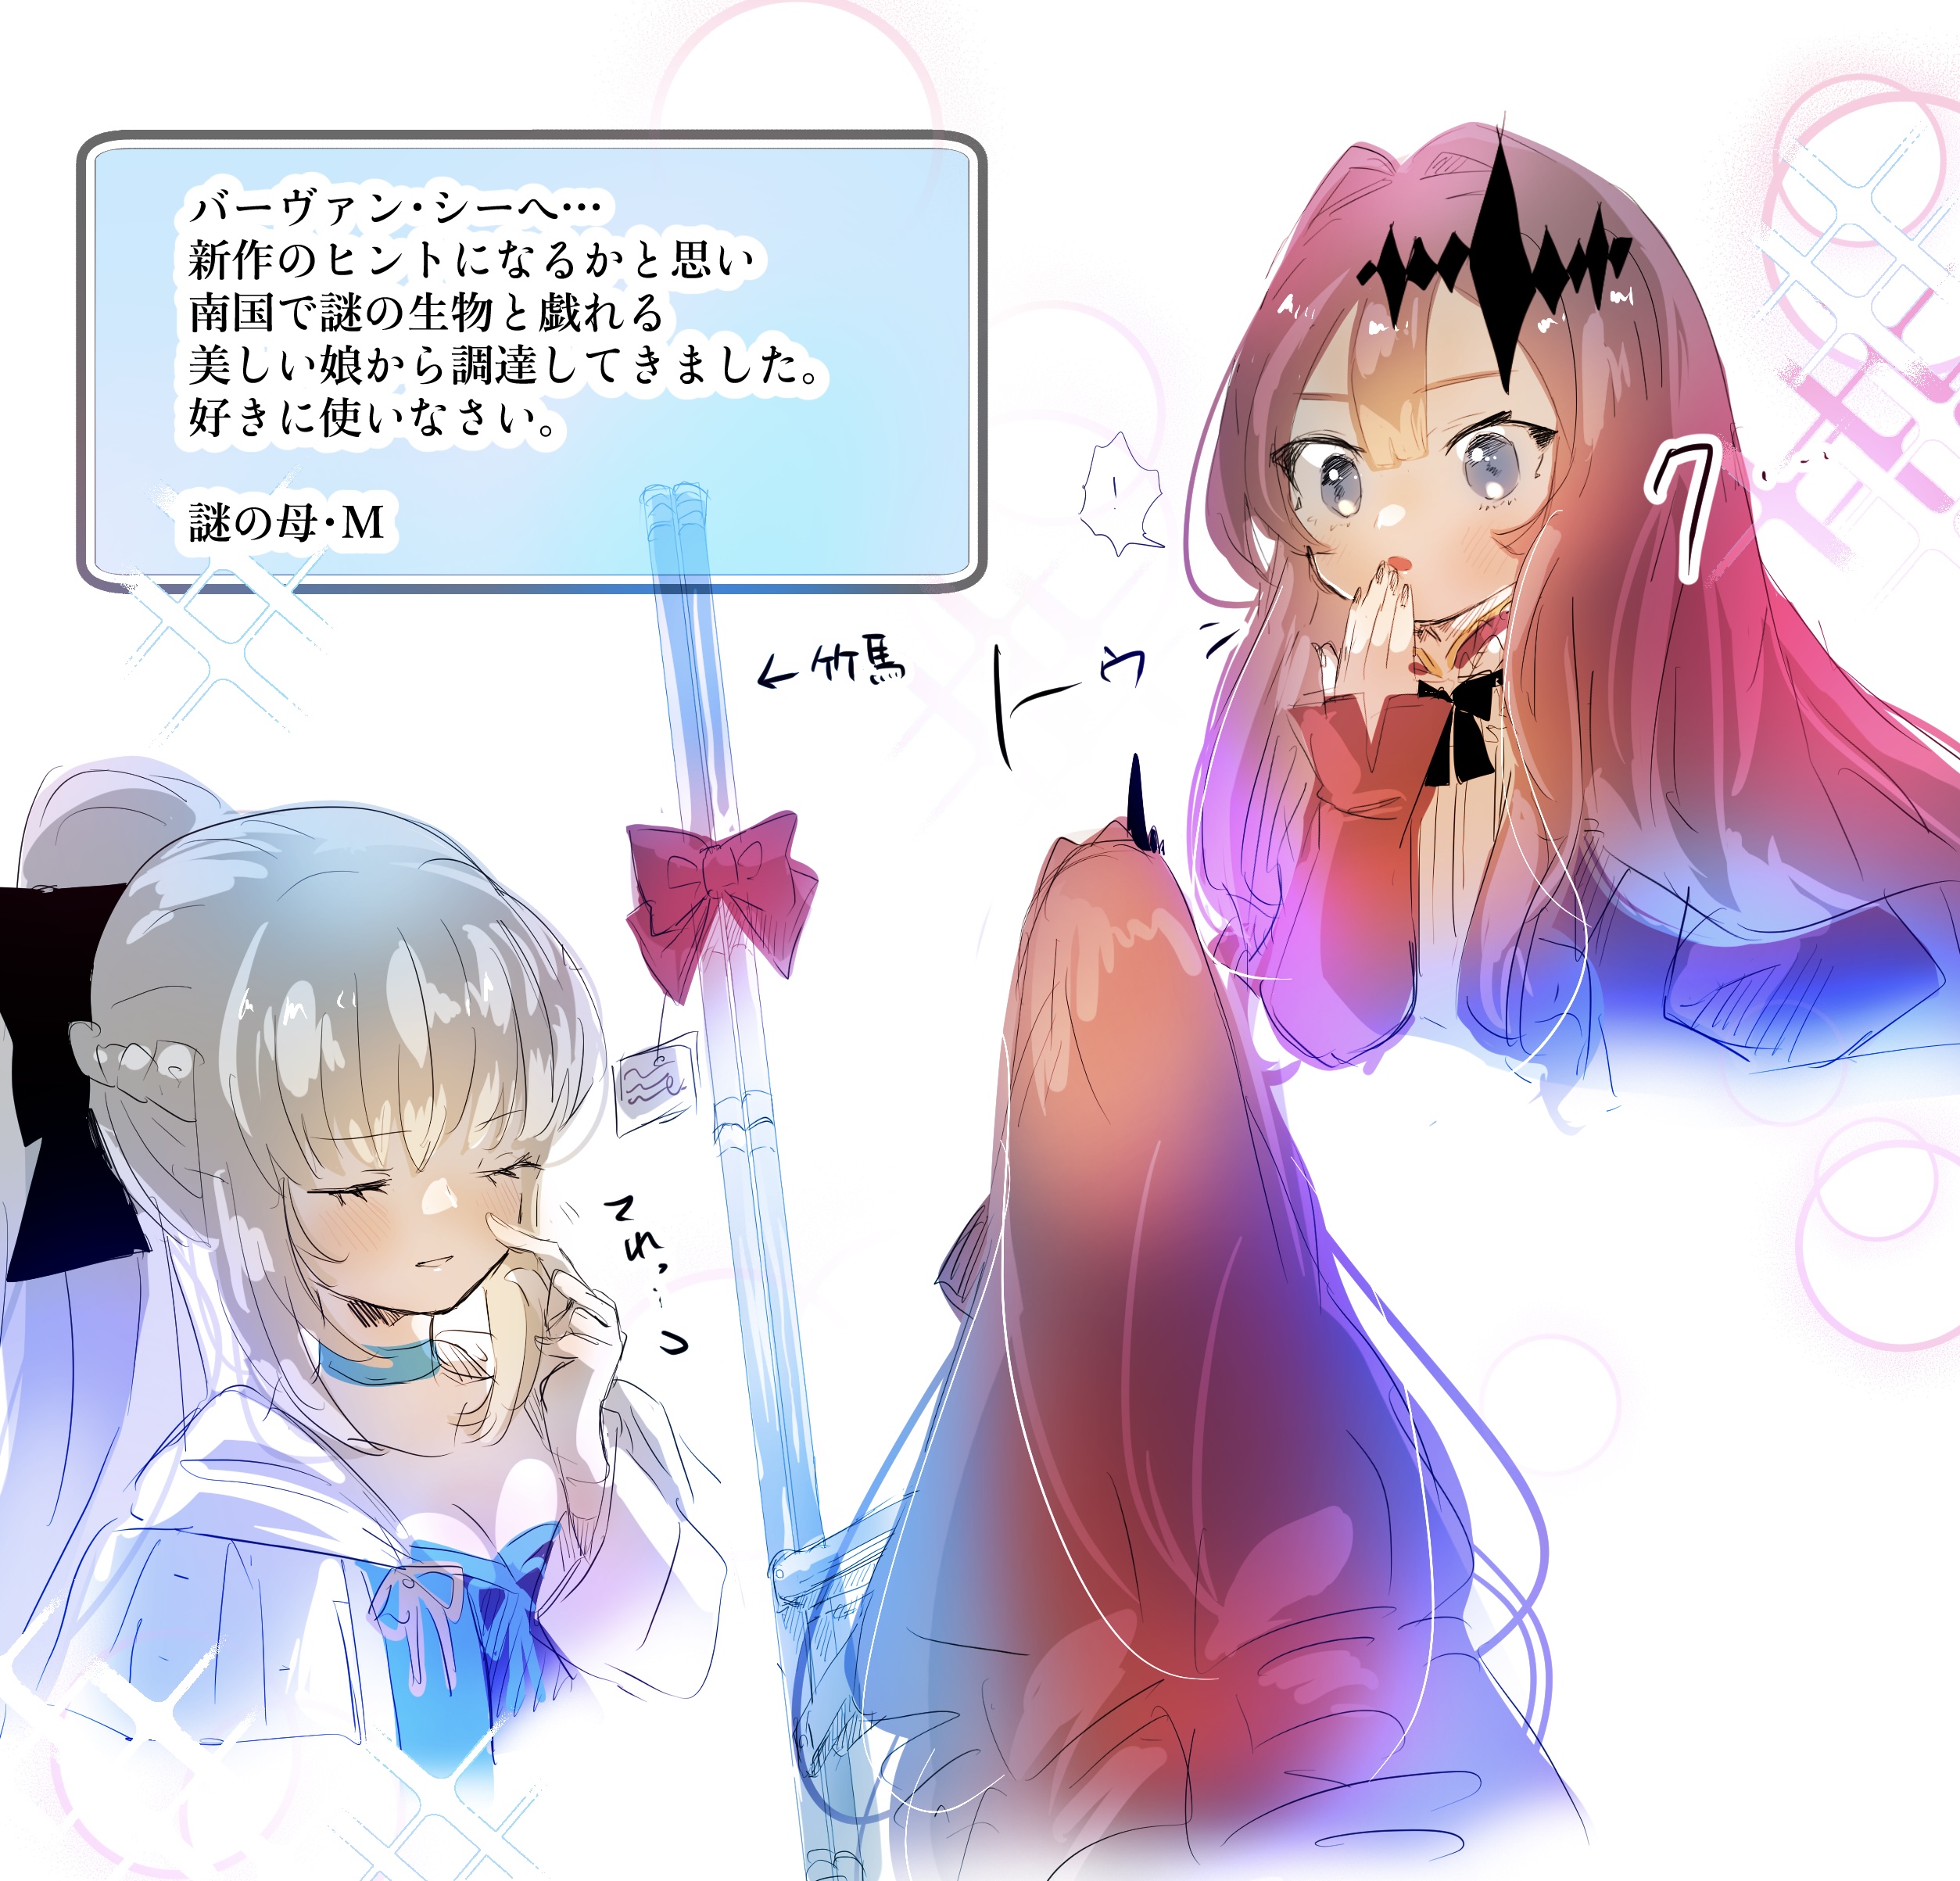 バーヴァン・シーへ…
新作のヒントになるかと思い
南国で謎の生物と戯れる
美しい娘から調達してきました。
好きに使いなさい。
謎の母・M
←竹馬
トゥ
てれっ…